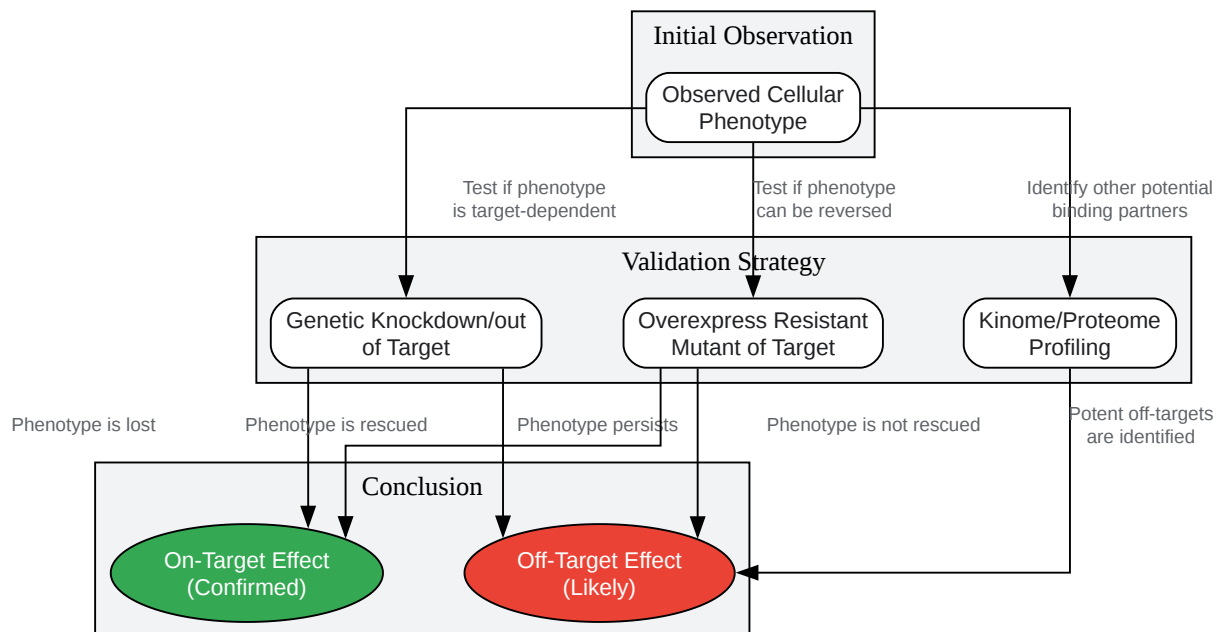 Initial Observation
Observed Cellular
Phenotype
Test if phenotype
is target-dependent
Test if phenotype
can be reversed
Identify other potential
binding partners
Validation Strategy
Genetic Knockdown/out
of Target
Overexpress Resistant
Mutant of Target
Kinome/Proteome
Profiling
Phenotype is lost
Phenotype is rescued
Phenotype persists
Phenotype is not rescued
Potent off-targets
are identified
Conclusion
On-Target Effect
(Confirmed)
Off-Target Effect
(Likely)